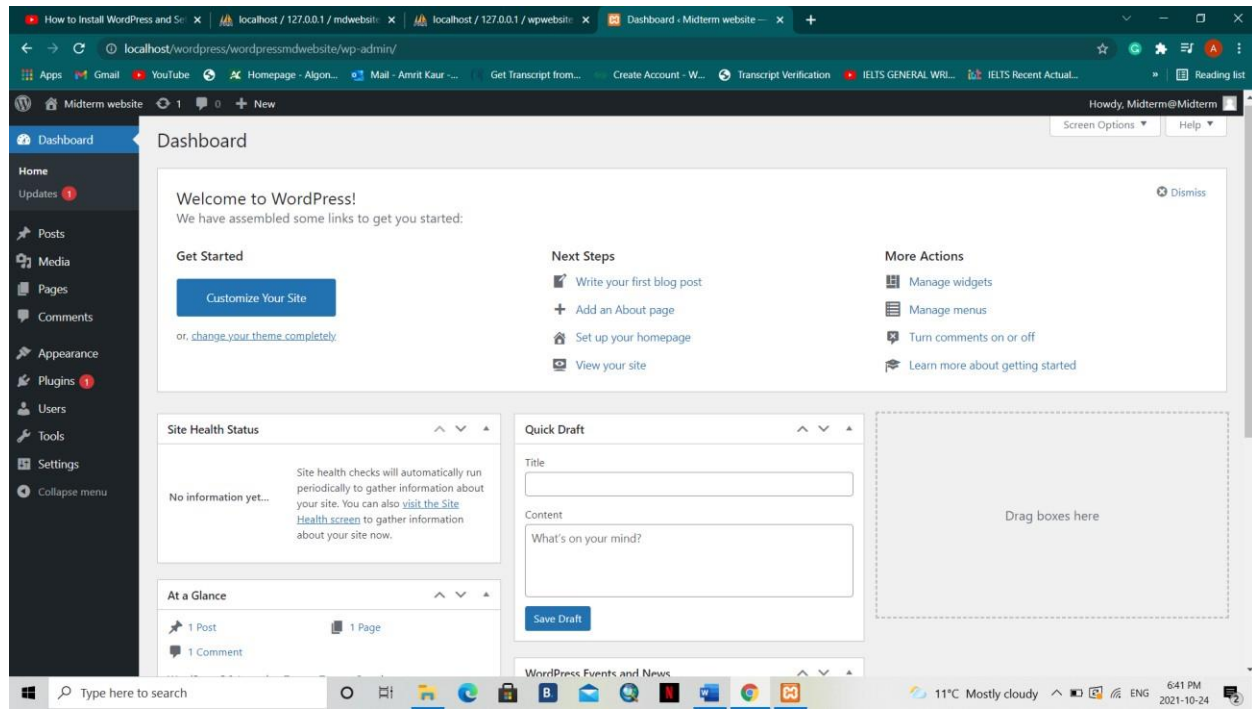 How to Install WordPress and Se
localhost / 127.0.0.1 / mdwebsite
localhost / 127.0.0.1 / wpwebsite
Dashboard ‹ Midterm website —
localhost/wordpress/wordpressmdwebsite/wp-admin/
A
Apps
Gmail
YouTube
Homepage - Algon...
Mail - Amrit Kaur -...
Get Transcript from...
Create Account - W...
Transcript Verification
IELTS GENERAL WRI...
IELTS Recent Actual...
»
Reading list
Midterm website
1
0
+ New
Howdy, Midterm@Midterm
Screen Options
Help
Dashboard
Home
Updates 1
Posts
Media
Pages
Comments
Appearance
Plugins 1
Users
Tools
Settings
Collapse menu
Dashboard
Welcome to WordPress!
We have assembled some links to get you started:
Dismiss
Get Started
Customize Your Site
or, change your theme completely
Next Steps
Write your first blog post
Add an About page
Set up your homepage
View your site
More Actions
Manage widgets
Manage menus
Turn comments on or off
Learn more about getting started
Site Health Status
No information yet...
Site health checks will automatically run
periodically to gather information about
your site. You can also visit the Site
Health screen to gather information
about your site now.
At a Glance
1 Post
1 Page
1 Comment
Quick Draft
Title
Content
What's on your mind?
Save Draft
WordPress Events and News
Drag boxes here
Type here to search
B.
N
11°C Mostly cloudy
ENG
6:41 PM
2021-10-24
2